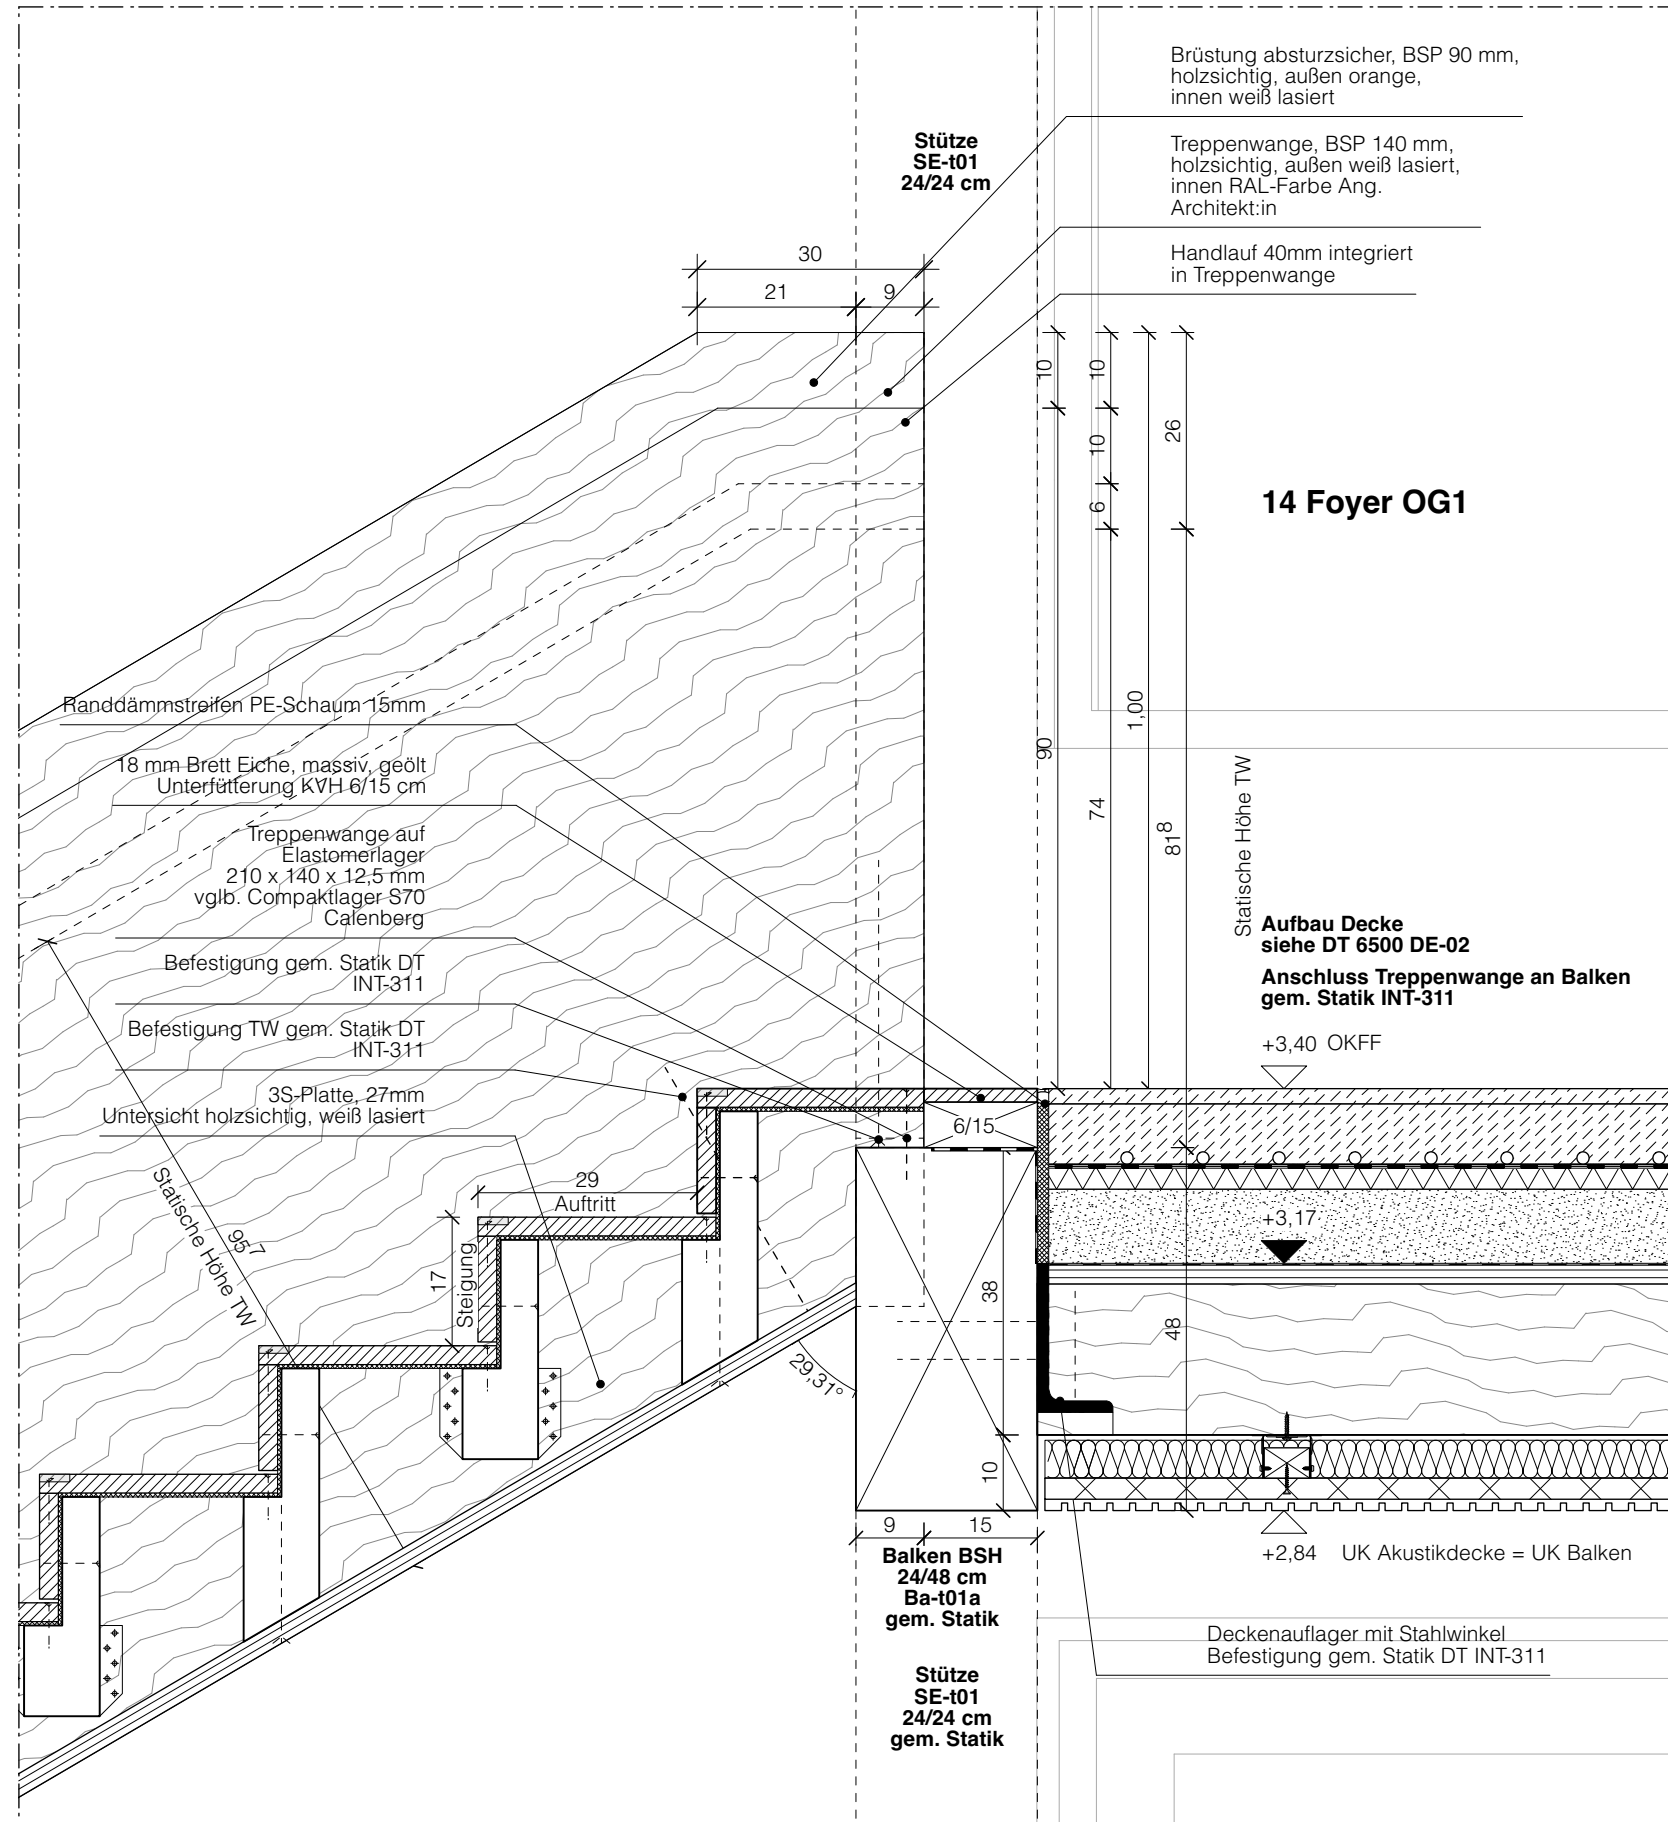 Brüstung absturzsicher, BSP 90 mm,
holzsichtig, außen orange,
innen weiß lasiert
Stütze
SE-t01
24/24 cm
Treppenwange, BSP 140 mm,
holzsichtig, außen weiß lasiert,
innen RAL-Farbe Ang.
Architekt:in
Handlauf 40mm integriert
in Treppenwange
30
21
9
10
10
10
6
26
14 Foyer OG1
1,00
90
74
81⁸
Statische Höhe TW
Randdämmstreifen PE-Schaum 15mm
18 mm Brett Eiche, massiv, geölt
Unterfütterung KVH 6/15 cm
Treppenwange auf
Elastomerlager
210 x 140 x 12,5 mm
vglb. Compaktlager S70
Calenberg
Befestigung gem. Statik DT
INT-311
Befestigung TW gem. Statik DT
INT-311
3S-Platte, 27mm
Untersicht holzsichtig, weiß lasiert
Aufbau Decke
siehe DT 6500 DE-02
Anschluss Treppenwange an Balken
gem. Statik INT-311
+3,40 OKFF
6/15
29
Auftritt
17
Steigung
95⁷
Statische Höhe TW
+3,17
38
48
29,31°
10
9
15
Balken BSH
24/48 cm
Ba-t01a
gem. Statik
+2,84 UK Akustikdecke = UK Balken
Deckenauflager mit Stahlwinkel
Befestigung gem. Statik DT INT-311
Stütze
SE-t01
24/24 cm
gem. Statik